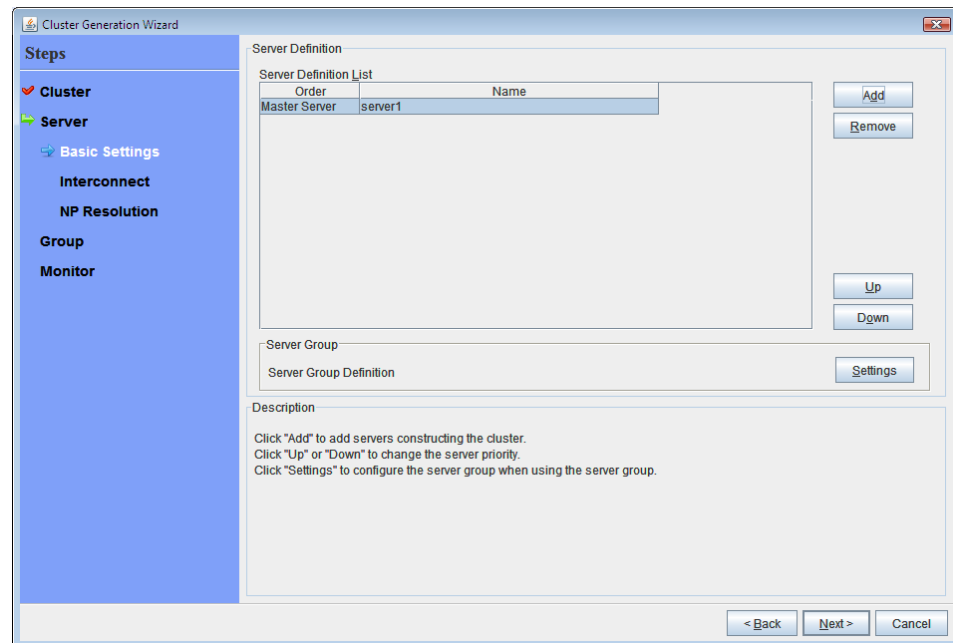 Cluster Generation Wizard
Steps
Cluster
Server
Basic Settings
Interconnect
NP Resolution
Group
Monitor
Server Definition
Server Definition List
Order Name
Master Server server1
Add
Remove
Up
Down
Server Group
Server Group Definition
Settings
Description
Click "Add" to add servers constructing the cluster.
Click "Up" or "Down" to change the server priority.
Click "Settings" to configure the server group when using the server group.
< Back Next > Cancel